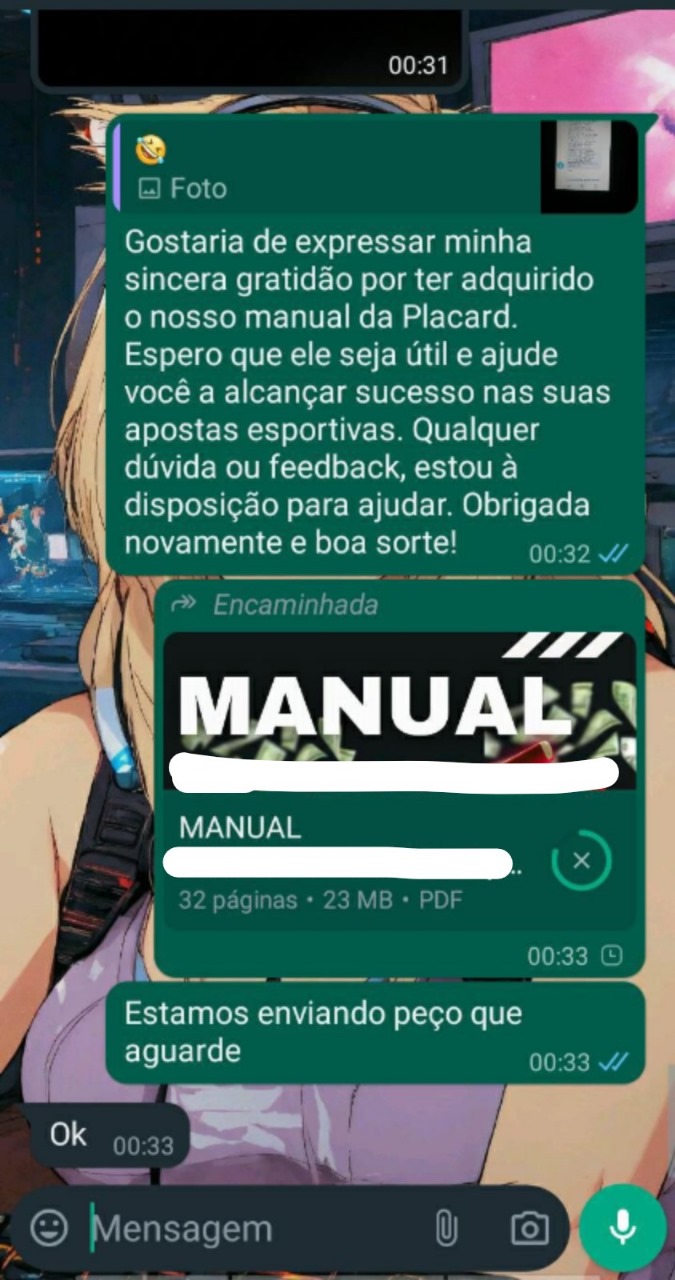 00:31
🤣
Foto
Gostaria de expressar minha
sincera gratidão por ter adquirido
o nosso manual da Placard.
Espero que ele seja útil e ajude
você a alcançar sucesso nas suas
apostas esportivas. Qualquer
dúvida ou feedback, estou à
disposição para ajudar. Obrigada
novamente e boa sorte!
00:32
Encaminhada
MANUAL
MANUAL
..
32 páginas • 23 MB • PDF
00:33
Estamos enviando peço que
aguarde
00:33
Ok 00:33
Mensagem